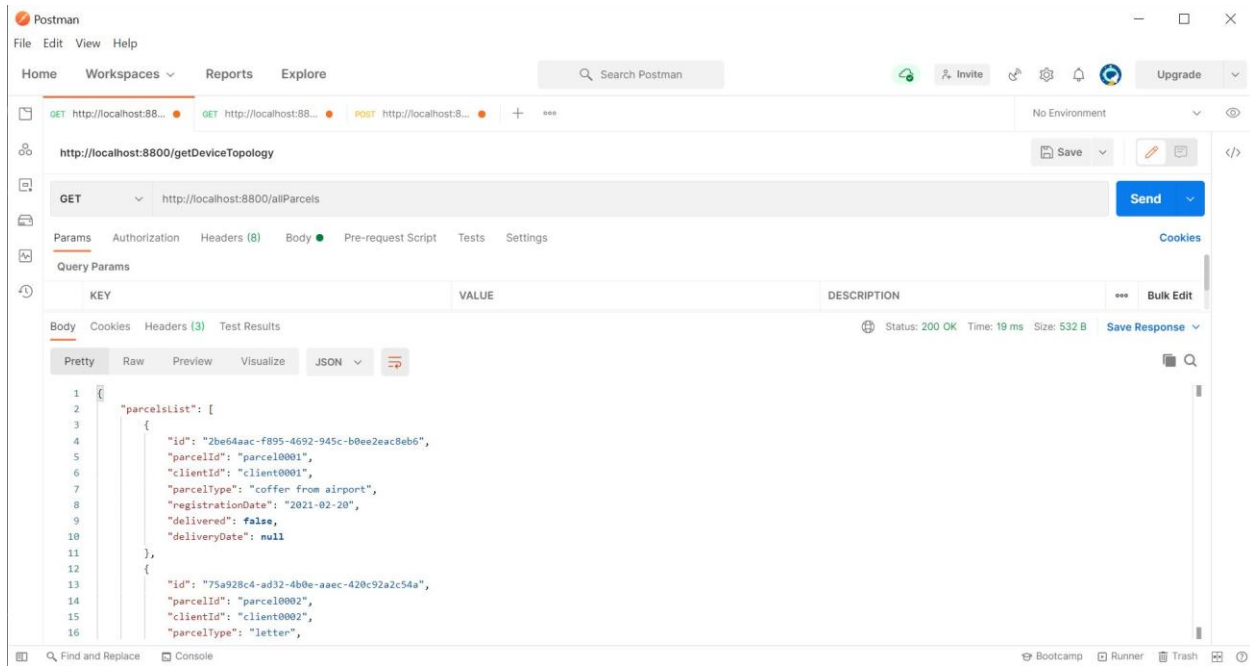 Postman
File Edit View Help
Home Workspaces Reports Explore Search Postman Invite Upgrade
GET http://localhost:88... GET http://localhost:88... POST http://localhost:8... + ooo No Environment
http://localhost:8800/getDeviceTopology Save </>
GET http://localhost:8800/allParcels Send
Params Authorization Headers (8) Body Pre-request Script Tests Settings Cookies
Query Params
KEY VALUE DESCRIPTION ooo Bulk Edit
Body Cookies Headers (3) Test Results Status: 200 OK Time: 19 ms Size: 532 B Save Response
Pretty Raw Preview Visualize JSON
1 {
2 "parcelsList": [
3 {
4 "id": "2be64aac-f895-4692-945c-b0ee2eac8eb6",
5 "parcelId": "parcel0001",
6 "clientId": "client0001",
7 "parcelType": "coffer from airport",
8 "registrationDate": "2021-02-20",
9 "delivered": false,
10 "deliveryDate": null
11 },
12 {
13 "id": "75a928c4-ad32-4b0e-aaec-420c92a2c54a",
14 "parcelId": "parcel0002",
15 "clientId": "client0002",
16 "parcelType": "letter",
Find and Replace Console Bootcamp Runner Trash